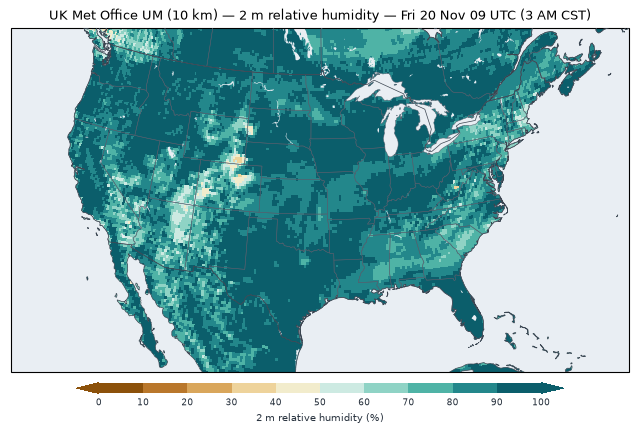 UK Met Office UM (10 km) — 2 m relative humidity — Fri 20 Nov 09 UTC (3 AM CST)
0 10 20 30 40 50 60 70 80 90 100
2 m relative humidity (%)